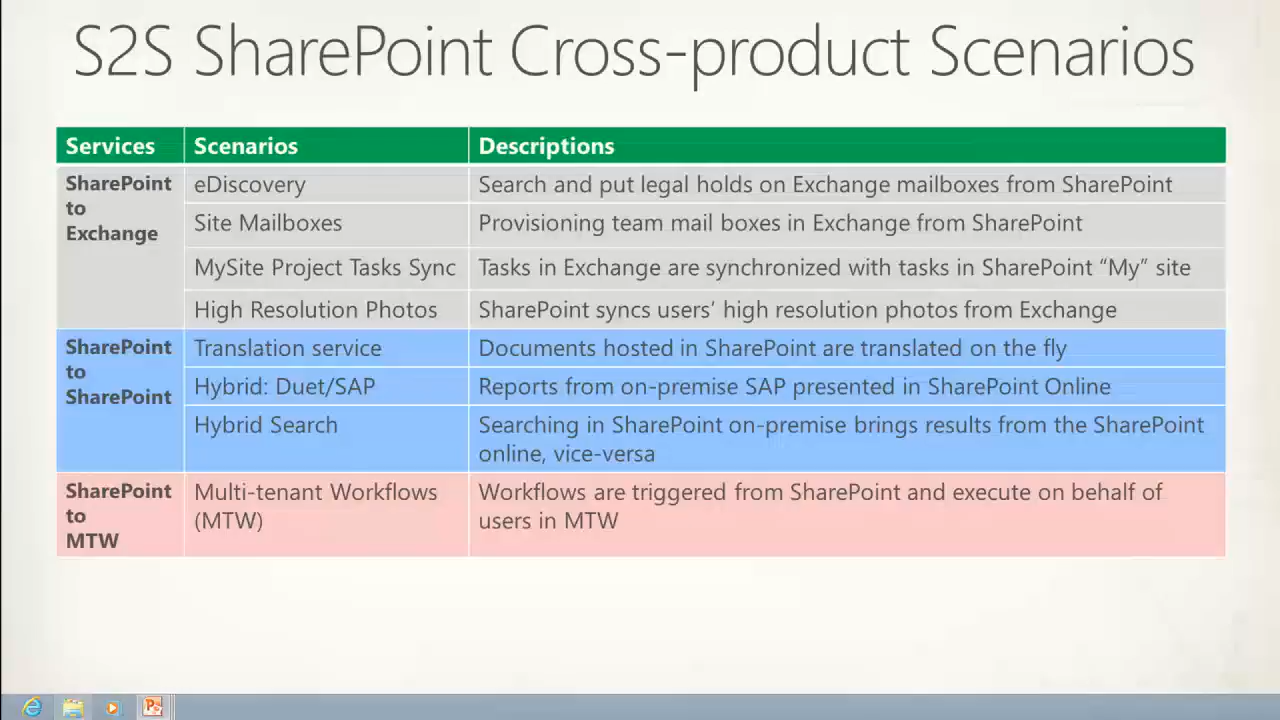 S2S SharePoint Cross-product Scenarios
Services Scenarios Descriptions
SharePoint to Exchange
eDiscovery Search and put legal holds on Exchange mailboxes from SharePoint
Site Mailboxes Provisioning team mail boxes in Exchange from SharePoint
MySite Project Tasks Sync Tasks in Exchange are synchronized with tasks in SharePoint “My” site
High Resolution Photos SharePoint syncs users’ high resolution photos from Exchange
SharePoint to SharePoint
Translation service Documents hosted in SharePoint are translated on the fly
Hybrid: Duet/SAP Reports from on-premise SAP presented in SharePoint Online
Hybrid Search Searching in SharePoint on-premise brings results from the SharePoint
online, vice-versa
SharePoint to MTW
Multi-tenant Workflows Workflows are triggered from SharePoint and execute on behalf of
(MTW) users in MTW